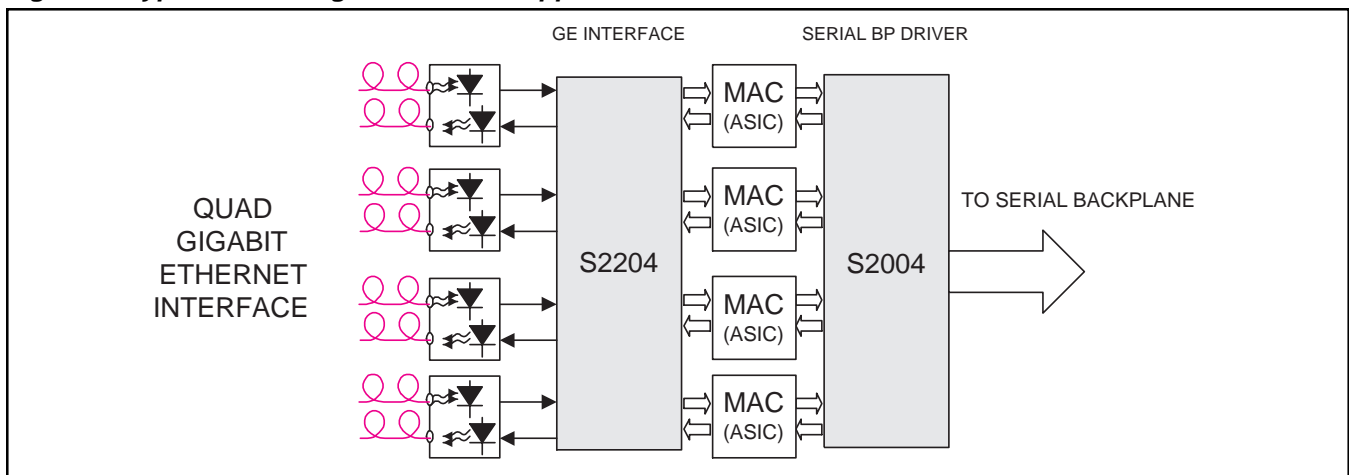 GE INTERFACE
SERIAL BP DRIVER
MAC
(ASIC)
MAC
(ASIC)
MAC
(ASIC)
MAC
(ASIC)
QUAD
GIGABIT
ETHERNET
INTERFACE
S2204
S2004
TO SERIAL BACKPLANE